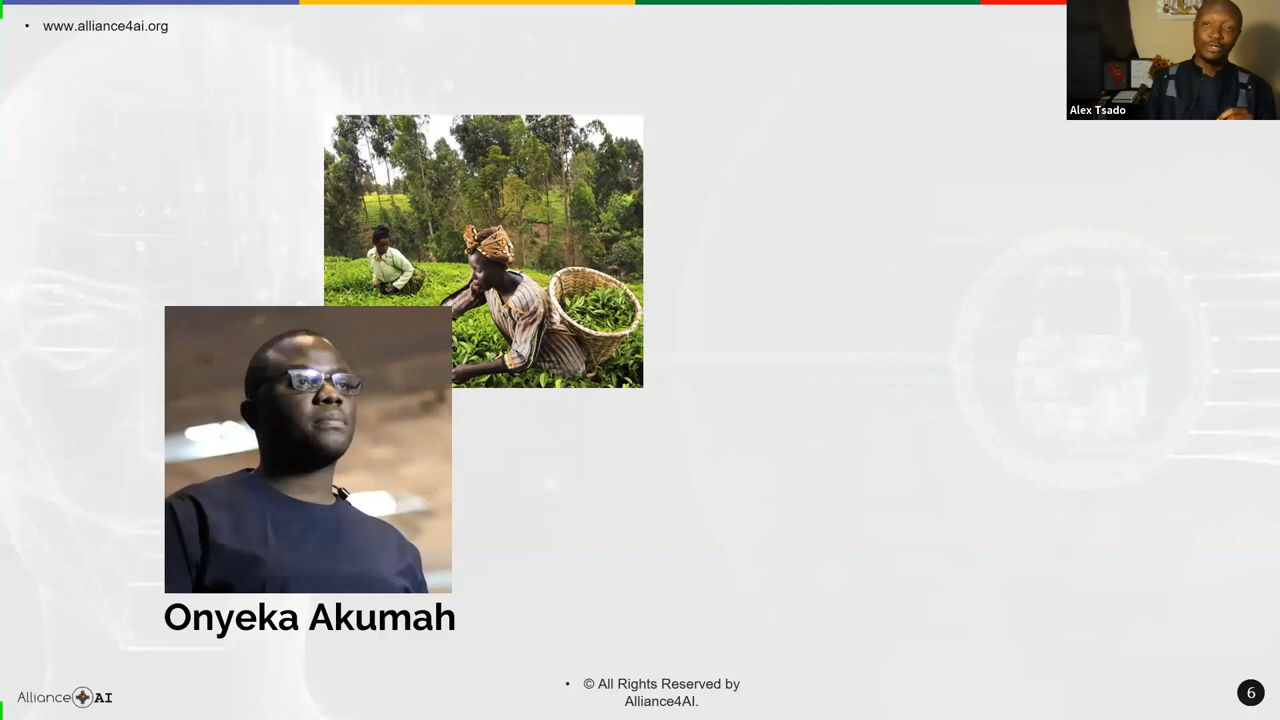 • www.alliance4ai.org
Alex Tsado
Onyeka Akumah
Alliance AI
• © All Rights Reserved by
Alliance4AI.
6